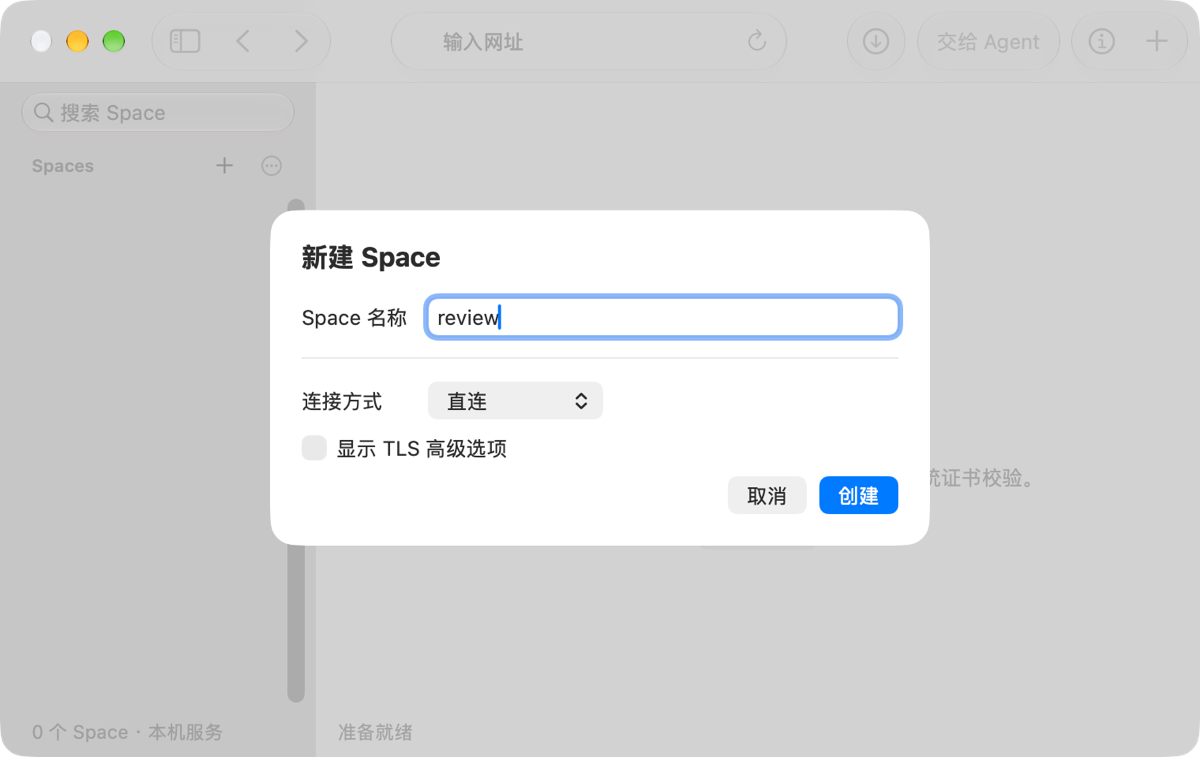 输入网址
交给 Agent
搜索 Space
Spaces
新建 Space
Space 名称
review
连接方式
直连
显示 TLS 高级选项
证书校验。
取消
创建
0 个 Space · 本机服务
准备就绪